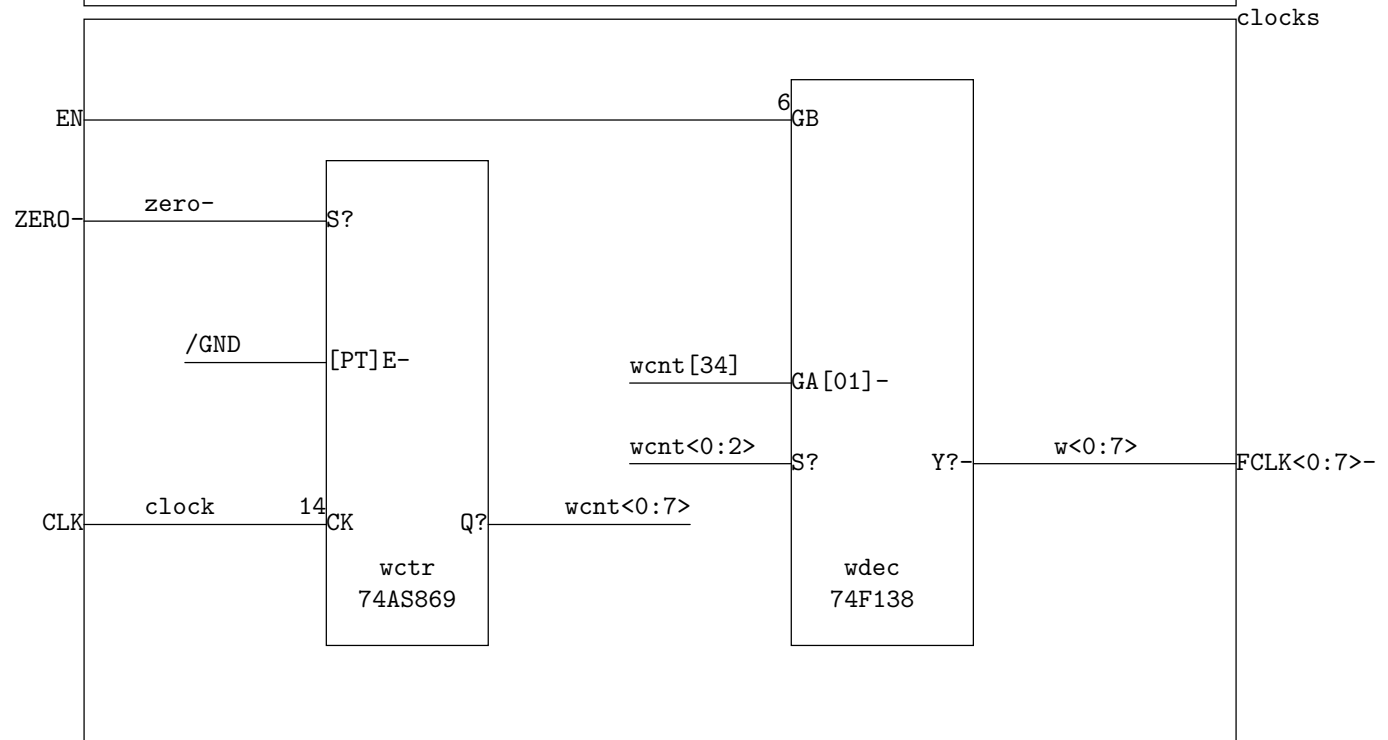 clocks
6
EN GB
zero-
ZERO- S?
/GND
[PT]E-
wcnt[34]
GA[01]-
wcnt<0:2> w<0:7>
S? Y?- FCLK<0:7>-
clock 14 wcnt<0:7>
CLK CK Q?
wctr wdec
74AS869 74F138